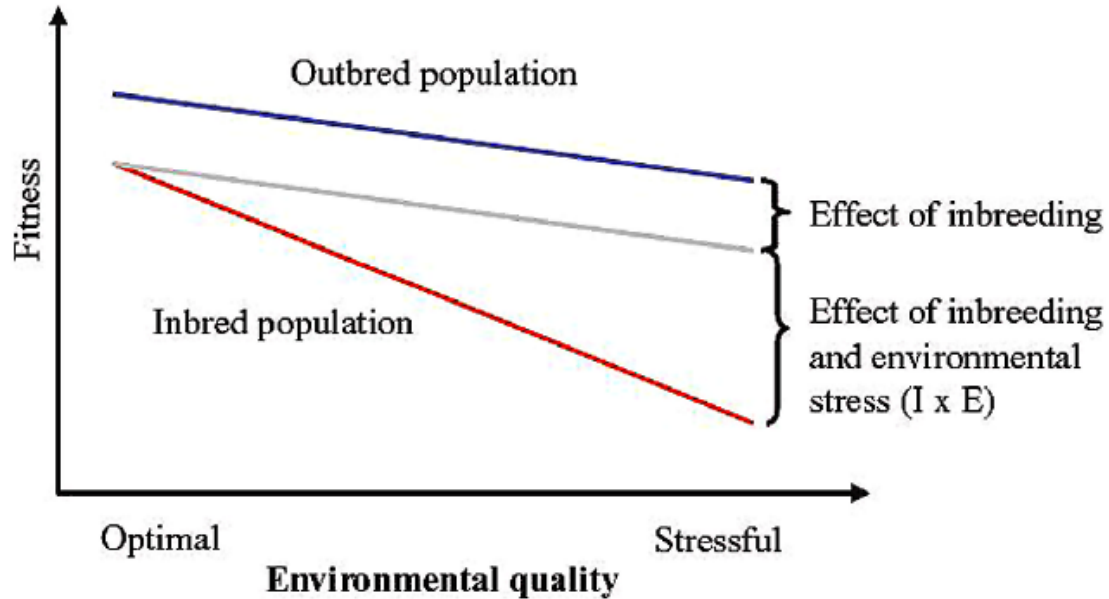 Outbred population
Fitness
Effect of inbreeding
Inbred population
Effect of inbreeding
and environmental
stress (I x E)
Optimal
Stressful
Environmental quality